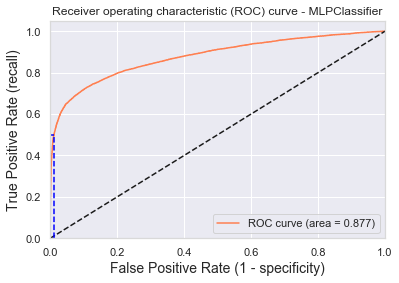 Receiver operating characteristic (ROC) curve - MLPClassifier
True Positive Rate (recall)
1.0
0.8
0.6
0.4
0.2
0.0
ROC curve (area = 0.877)
0.0 0.2 0.4 0.6 0.8 1.0
False Positive Rate (1 - specificity)